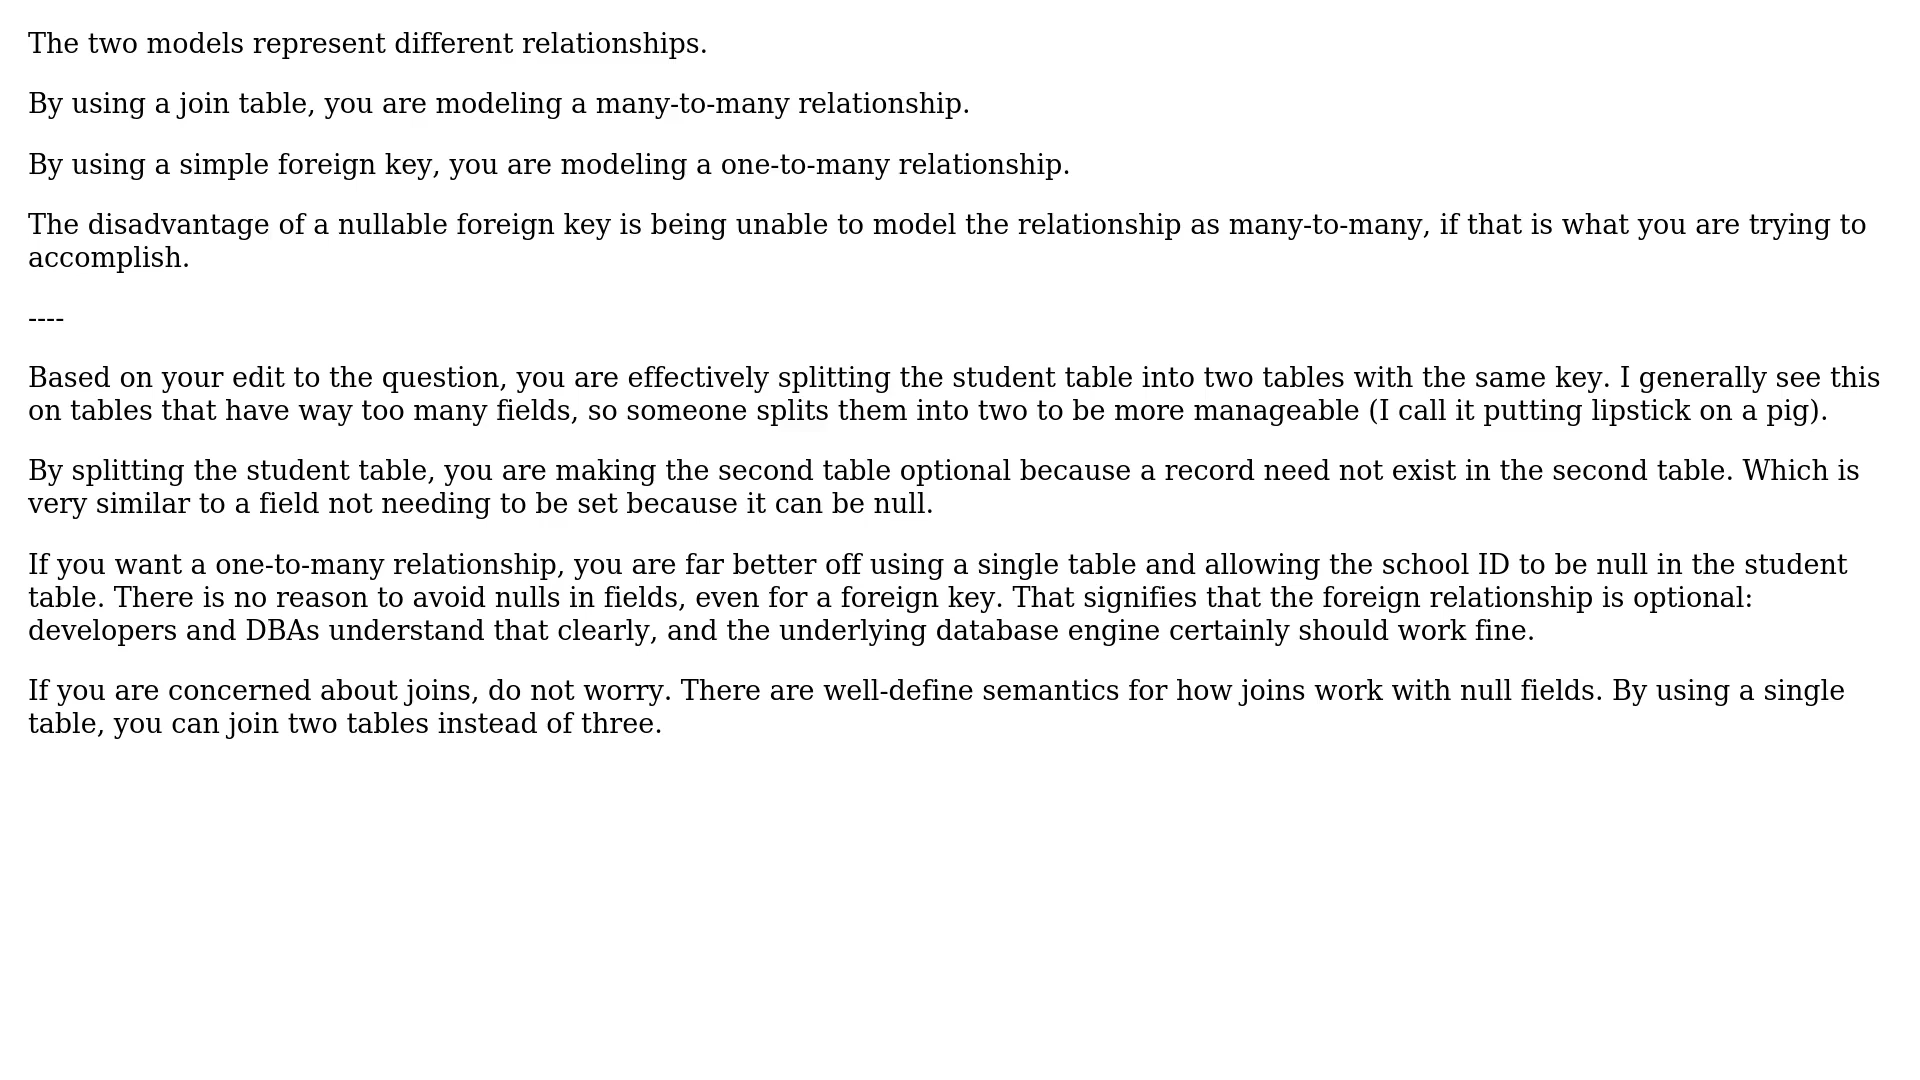 The two models represent different relationships.
By using a join table, you are modeling a many-to-many relationship.
By using a simple foreign key, you are modeling a one-to-many relationship.
The disadvantage of a nullable foreign key is being unable to model the relationship as many-to-many, if that is what you are trying to
accomplish.
----
Based on your edit to the question, you are effectively splitting the student table into two tables with the same key. I generally see this
on tables that have way too many fields, so someone splits them into two to be more manageable (I call it putting lipstick on a pig).
By splitting the student table, you are making the second table optional because a record need not exist in the second table. Which is
very similar to a field not needing to be set because it can be null.
If you want a one-to-many relationship, you are far better off using a single table and allowing the school ID to be null in the student
table. There is no reason to avoid nulls in fields, even for a foreign key. That signifies that the foreign relationship is optional:
developers and DBAs understand that clearly, and the underlying database engine certainly should work fine.
If you are concerned about joins, do not worry. There are well-define semantics for how joins work with null fields. By using a single
table, you can join two tables instead of three.